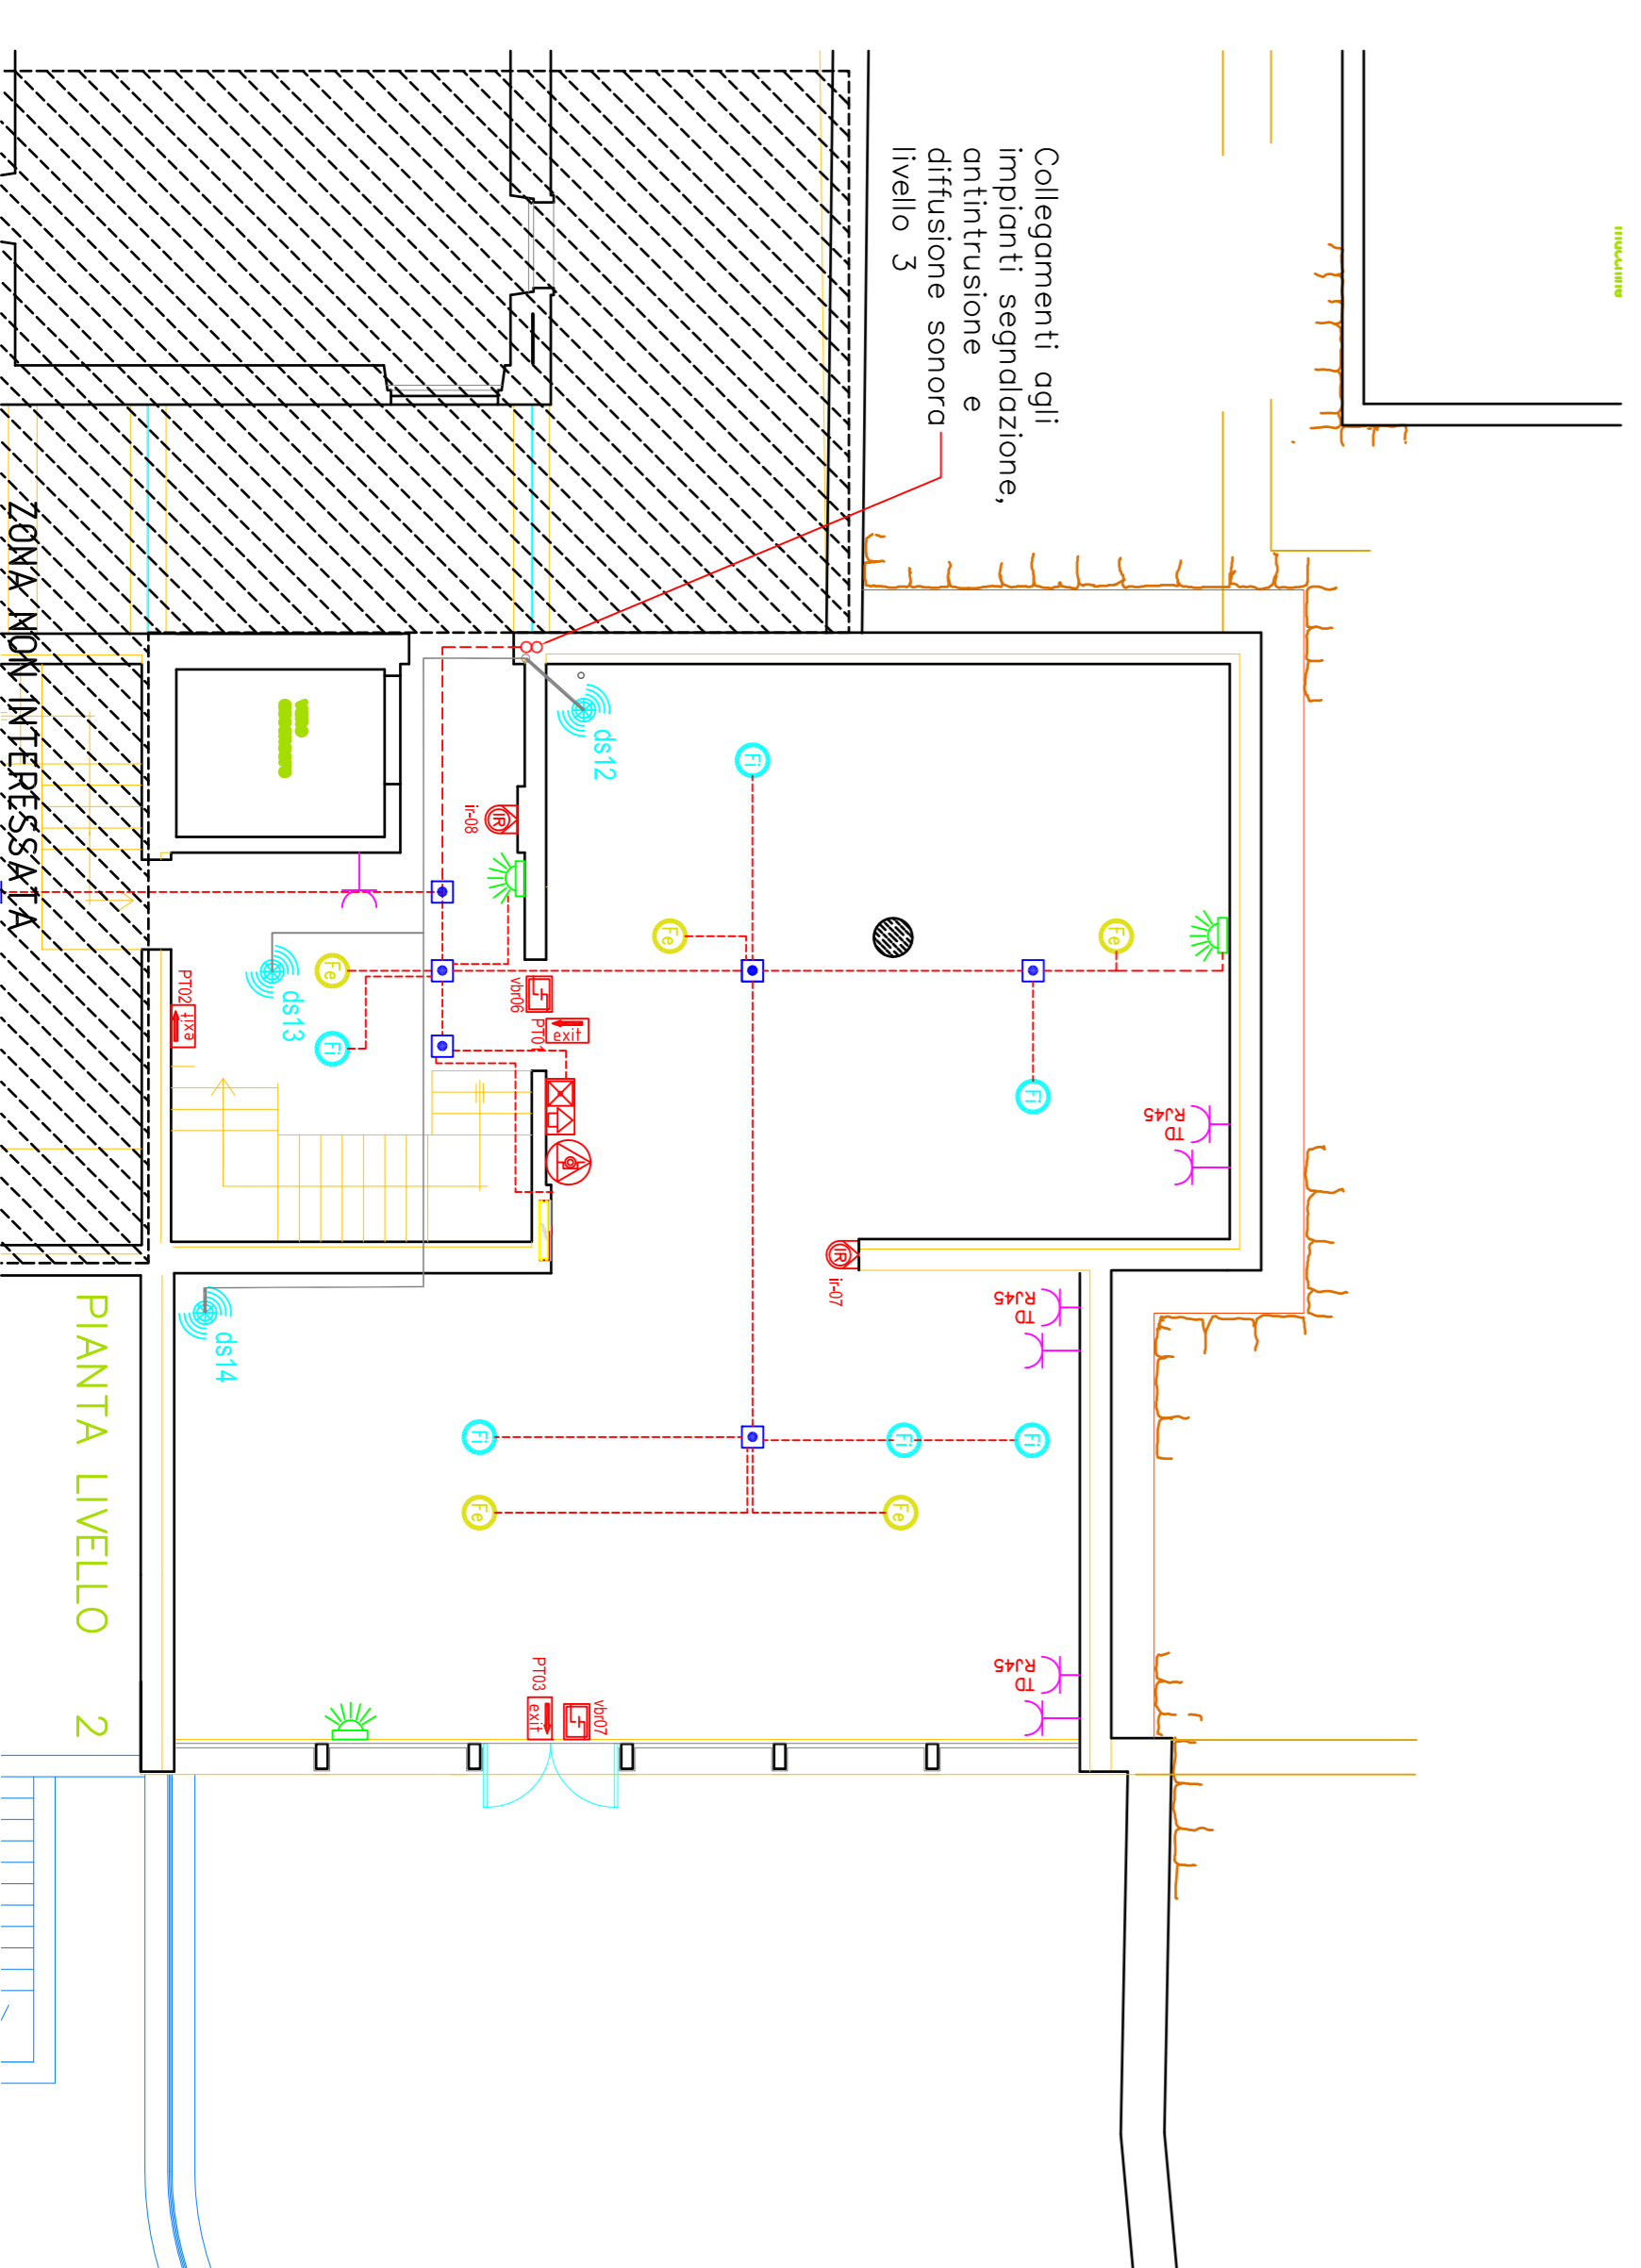 Collegamenti agli
impianti segnalazione,
antintrusione e
diffusione sonora
livello 3
ZONA NON INTERESSATA
PIANTA LIVELLO 2
ds12
ds13
ds14
Fi
Fi
Fi
Fi
Fi
Fi
Fe
Fe
Fe
Fe
Fe
IR
ir-08
IR
ir-07
vbr06
PT01
exit
PT02
exit
PT03
exit
vbr07
TD
RJ45
TD
RJ45
TD
RJ45